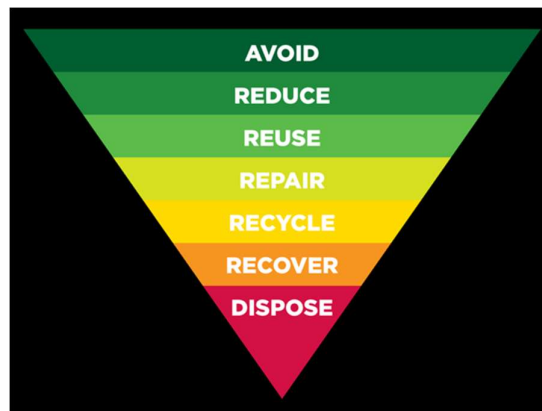 AVOID
REDUCE
REUSE
REPAIR
RECYCLE
RECOVER
DISPOSE